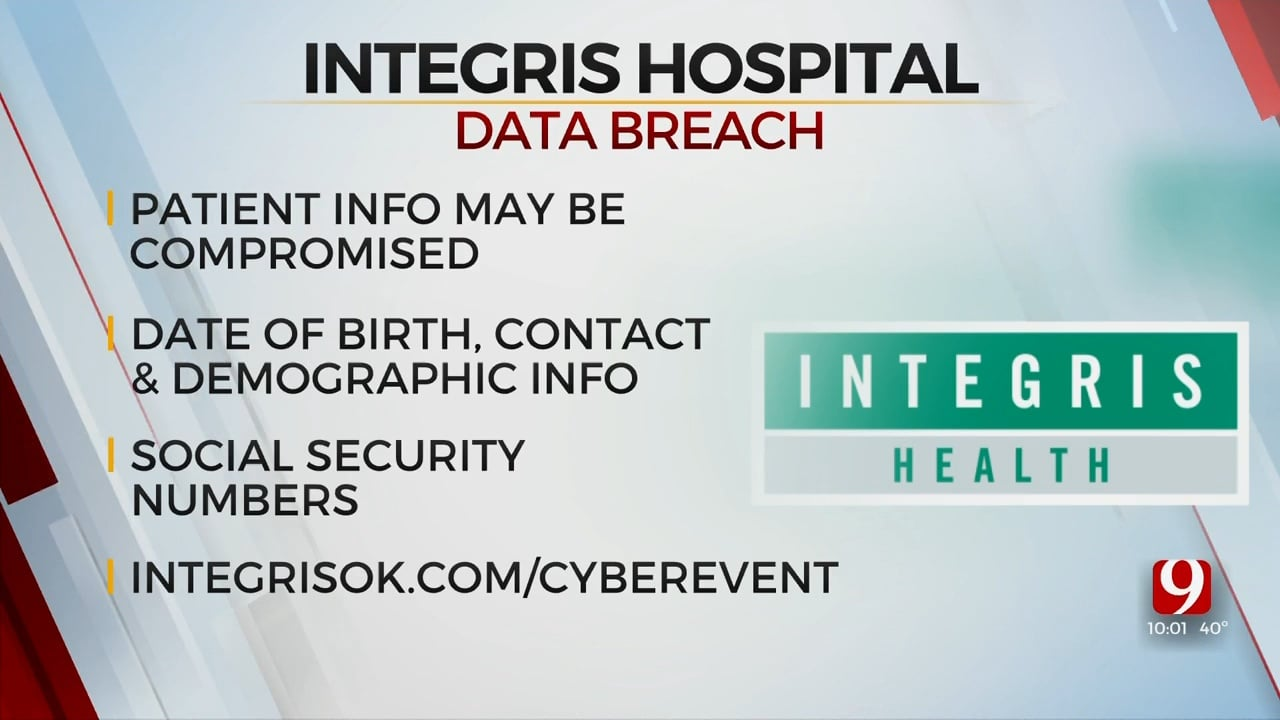 INTEGRIS HOSPITAL
DATA BREACH
PATIENT INFO MAY BE
COMPROMISED
DATE OF BIRTH, CONTACT
& DEMOGRAPHIC INFO
SOCIAL SECURITY
NUMBERS
INTEGRISOK.COM/CYBEREVENT
INTEGRIS
HEALTH
9
10:01 40°